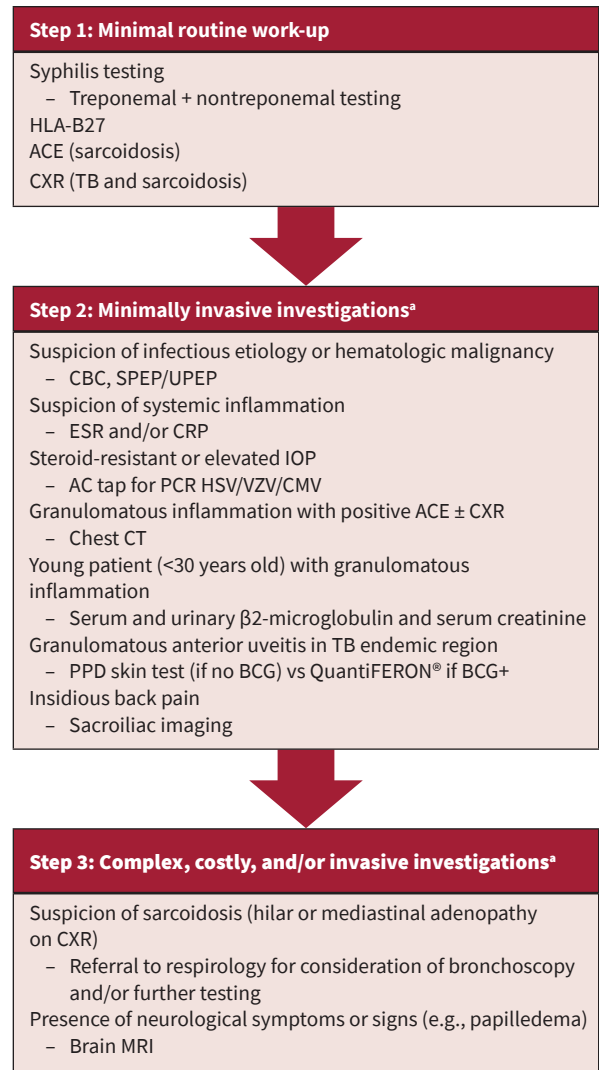 Step 1: Minimal routine work-up
Syphilis testing
– Treponemal + nontreponemal testing
HLA-B27
ACE (sarcoidosis)
CXR (TB and sarcoidosis)
Step 2: Minimally invasive investigationsᵃ
Suspicion of infectious etiology or hematologic malignancy
– CBC, SPEP/UPEP
Suspicion of systemic inflammation
– ESR and/or CRP
Steroid-resistant or elevated IOP
– AC tap for PCR HSV/VZV/CMV
Granulomatous inflammation with positive ACE ± CXR
– Chest CT
Young patient (<30 years old) with granulomatous
inflammation
– Serum and urinary β2-microglobulin and serum creatinine
Granulomatous anterior uveitis in TB endemic region
– PPD skin test (if no BCG) vs QuantiFERON® if BCG+
Insidious back pain
– Sacroiliac imaging
Step 3: Complex, costly, and/or invasive investigationsᵃ
Suspicion of sarcoidosis (hilar or mediastinal adenopathy
on CXR)
– Referral to respirology for consideration of bronchoscopy
and/or further testing
Presence of neurological symptoms or signs (e.g., papilledema)
– Brain MRI